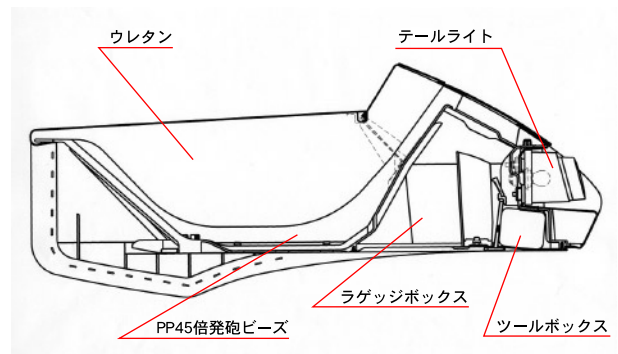 ウレタン
テールライト
ラゲッジボックス
PP45倍発砲ビーズ
ツールボックス